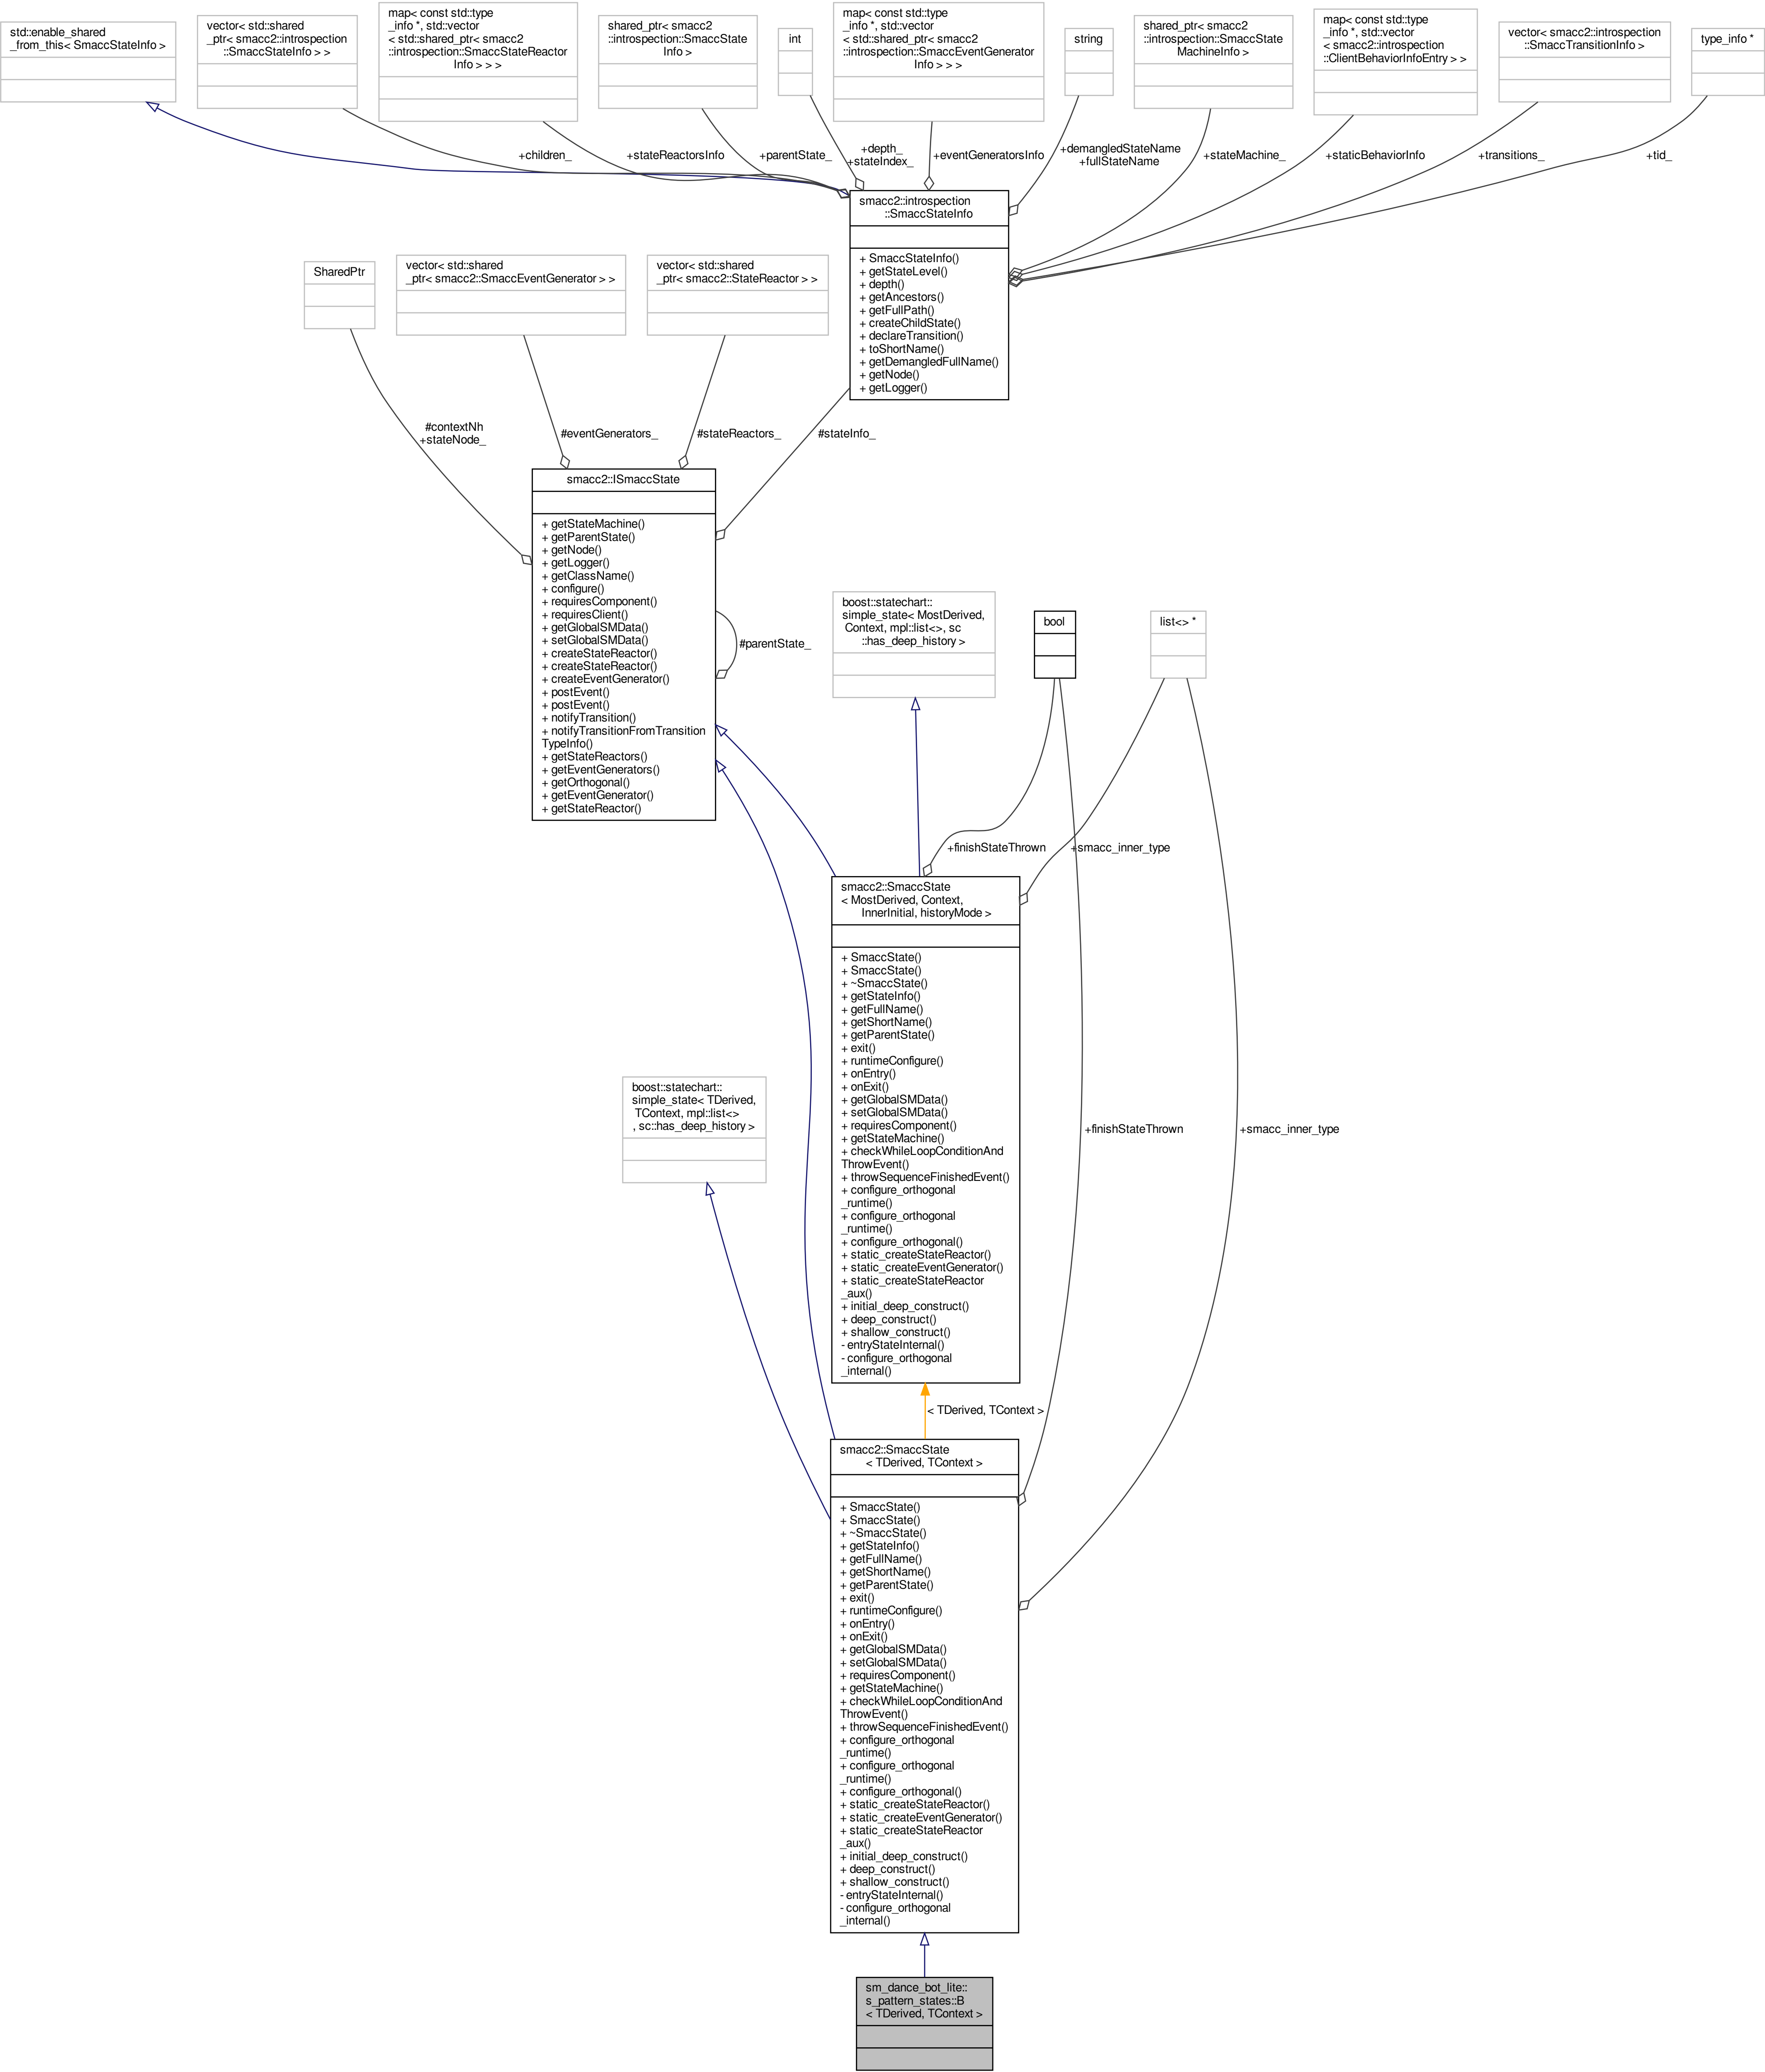 std::enable_shared
_from_this< SmaccStateInfo >
vector< std::shared
_ptr< smacc2::introspection
::SmaccStateInfo > >
map< const std::type
_info *, std::vector
< std::shared_ptr< smacc2
::introspection::SmaccStateReactor
Info > > >
shared_ptr< smacc2
::introspection::SmaccState
Info >
int
map< const std::type
_info *, std::vector
< std::shared_ptr< smacc2
::introspection::SmaccEventGenerator
Info > > >
string
shared_ptr< smacc2
::introspection::SmaccState
MachineInfo >
map< const std::type
_info *, std::vector
< smacc2::introspection
::ClientBehaviorInfoEntry > >
vector< smacc2::introspection
::SmaccTransitionInfo >
type_info *
+children_
+stateReactorsInfo
+parentState_
+depth_
+stateIndex_
+eventGeneratorsInfo
+demangledStateName
+fullStateName
+stateMachine_
+staticBehaviorInfo
+transitions_
+tid_
smacc2::introspection
::SmaccStateInfo
+ SmaccStateInfo()
+ getStateLevel()
+ depth()
+ getAncestors()
+ getFullPath()
+ createChildState()
+ declareTransition()
+ toShortName()
+ getDemangledFullName()
+ getNode()
+ getLogger()
SharedPtr
vector< std::shared
_ptr< smacc2::SmaccEventGenerator > >
vector< std::shared
_ptr< smacc2::StateReactor > >
#contextNh
+stateNode_
#eventGenerators_
#stateReactors_
#stateInfo_
smacc2::ISmaccState
+ getStateMachine()
+ getParentState()
+ getNode()
+ getLogger()
+ getClassName()
+ configure()
+ requiresComponent()
+ requiresClient()
+ getGlobalSMData()
+ setGlobalSMData()
+ createStateReactor()
+ createStateReactor()
+ createEventGenerator()
+ postEvent()
+ postEvent()
+ notifyTransition()
+ notifyTransitionFromTransition
TypeInfo()
+ getStateReactors()
+ getEventGenerators()
+ getOrthogonal()
+ getEventGenerator()
+ getStateReactor()
#parentState_
boost::statechart::
simple_state< MostDerived,
Context, mpl::list<>, sc
::has_deep_history >
bool
list<> *
+finishStateThrown
+smacc_inner_type
smacc2::SmaccState
< MostDerived, Context,
InnerInitial, historyMode >
+ SmaccState()
+ SmaccState()
+ ~SmaccState()
+ getStateInfo()
+ getFullName()
+ getShortName()
+ getParentState()
+ exit()
+ runtimeConfigure()
+ onEntry()
+ onExit()
+ getGlobalSMData()
+ setGlobalSMData()
+ requiresComponent()
+ getStateMachine()
+ checkWhileLoopConditionAnd
ThrowEvent()
+ throwSequenceFinishedEvent()
+ configure_orthogonal
_runtime()
+ configure_orthogonal
_runtime()
+ configure_orthogonal()
+ static_createStateReactor()
+ static_createEventGenerator()
+ static_createStateReactor
_aux()
+ initial_deep_construct()
+ deep_construct()
+ shallow_construct()
- entryStateInternal()
- configure_orthogonal
_internal()
boost::statechart::
simple_state< TDerived,
TContext, mpl::list<>
, sc::has_deep_history >
+finishStateThrown
+smacc_inner_type
< TDerived, TContext >
smacc2::SmaccState
< TDerived, TContext >
+ SmaccState()
+ SmaccState()
+ ~SmaccState()
+ getStateInfo()
+ getFullName()
+ getShortName()
+ getParentState()
+ exit()
+ runtimeConfigure()
+ onEntry()
+ onExit()
+ getGlobalSMData()
+ setGlobalSMData()
+ requiresComponent()
+ getStateMachine()
+ checkWhileLoopConditionAnd
ThrowEvent()
+ throwSequenceFinishedEvent()
+ configure_orthogonal
_runtime()
+ configure_orthogonal
_runtime()
+ configure_orthogonal()
+ static_createStateReactor()
+ static_createEventGenerator()
+ static_createStateReactor
_aux()
+ initial_deep_construct()
+ deep_construct()
+ shallow_construct()
- entryStateInternal()
- configure_orthogonal
_internal()
sm_dance_bot_lite::
s_pattern_states::B
< TDerived, TContext >